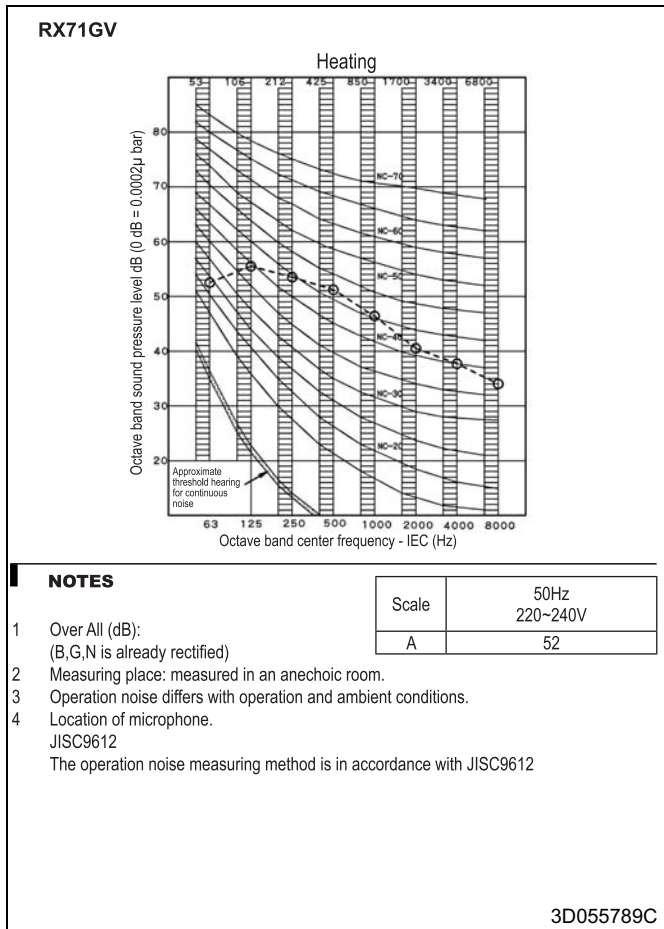 RX71GV
Heating
53 106 212 425 850 1700 3400 6800
80
70
60
50
40
30
20
Octave band sound pressure level dB (0 dB = 0.0002µ bar)
NC-70
NC-60
NC-50
NC-40
NC-30
NC-20
Approximate
threshold hearing
for continuous
noise
63 125 250 500 1000 2000 4000 8000
Octave band center frequency - IEC (Hz)
NOTES
Scale
50Hz
220~240V
A 52
1 Over All (dB):
(B,G,N is already rectified)
2 Measuring place: measured in an anechoic room.
3 Operation noise differs with operation and ambient conditions.
4 Location of microphone.
JISC9612
The operation noise measuring method is in accordance with JISC9612
3D055789C